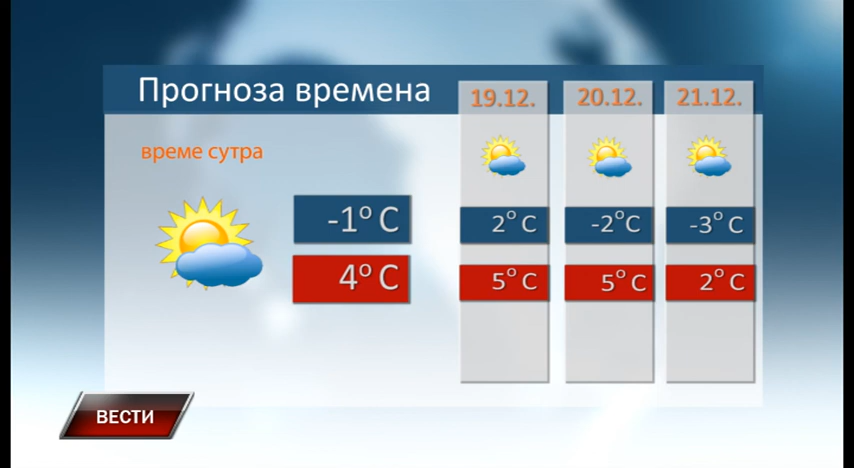 Прогноза времена
време сутра
-1° C
4° C
19.12.
2° C
5° C
20.12.
-2°C
5° C
21.12.
-3° C
2° C
ВЕСТИ